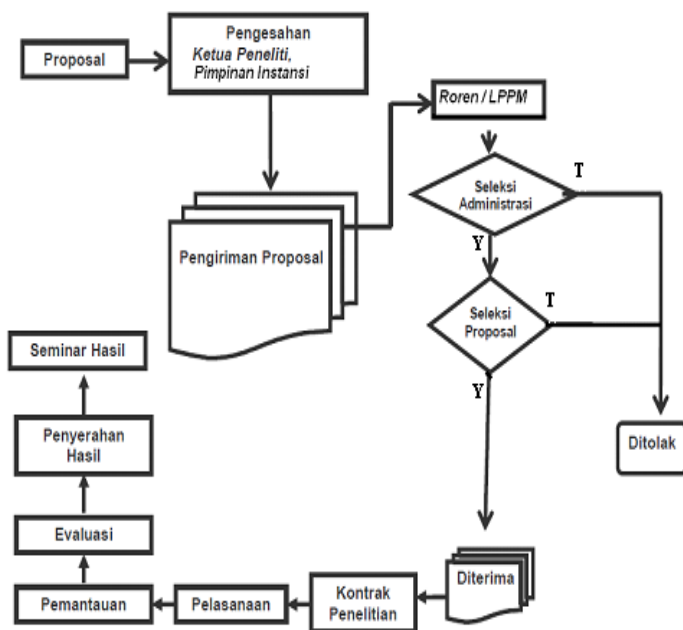 Proposal
Pengesahan
Ketua Peneliti,
Pimpinan Instansi
Roren / LPPM
Seleksi
Administrasi
T
Y
Pengiriman Proposal
Seleksi
Proposal
T
Y
Ditolak
Diterima
Kontrak
Penelitian
Pelasanaan
Pemantauan
Evaluasi
Penyerahan
Hasil
Seminar Hasil